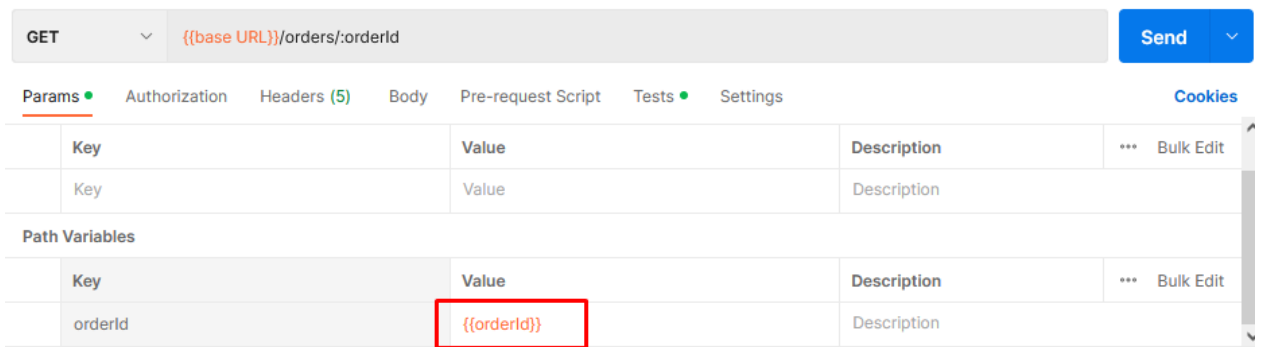 GET {{base URL}}/orders/:orderId Send
Params Authorization Headers (5) Body Pre-request Script Tests Settings Cookies
Key Value Description ••• Bulk Edit
Key Value Description
Path Variables
Key Value Description ••• Bulk Edit
orderId {{orderId}} Description